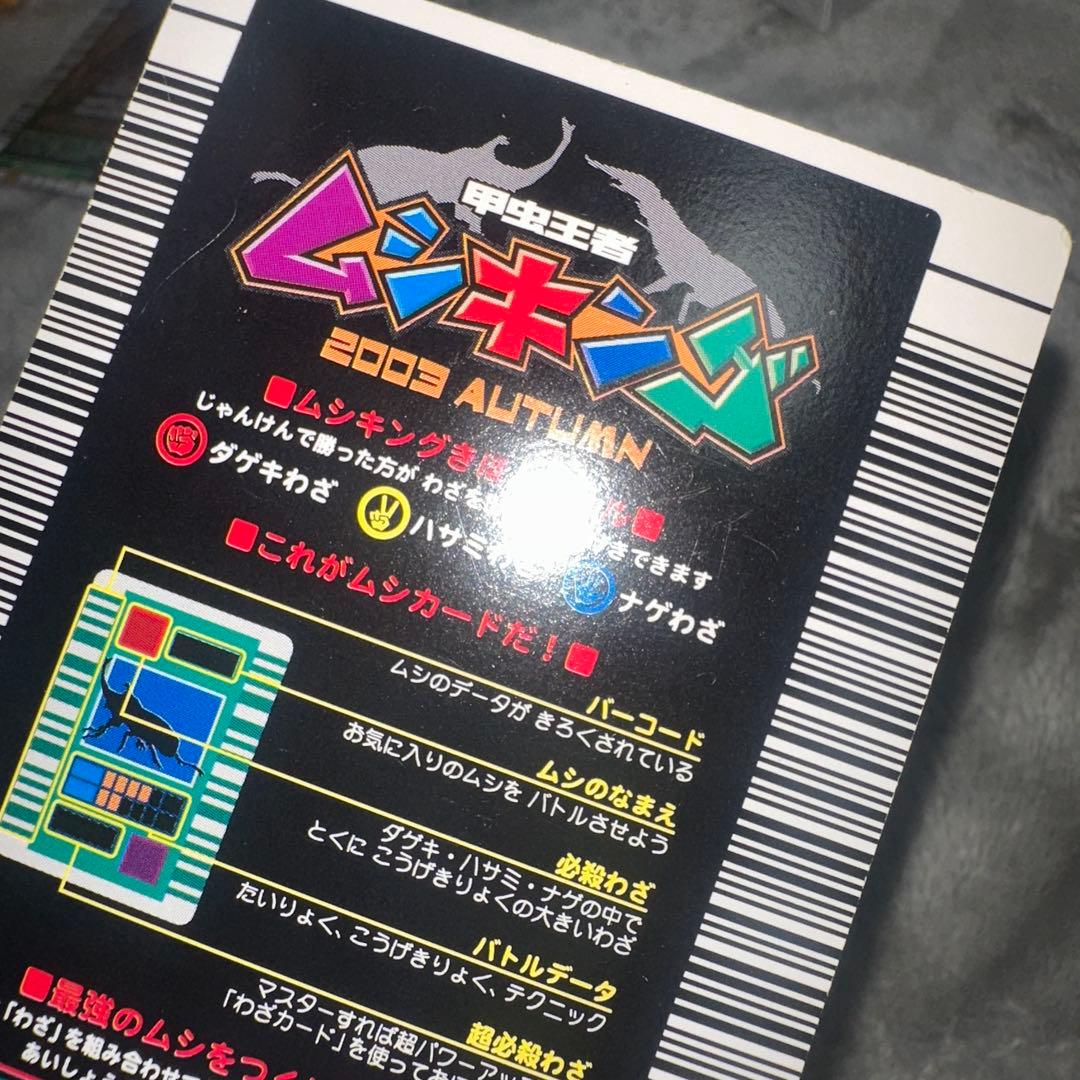 甲虫王者
ムシキング
2003 AUTUMN
■ムシキングきほ
じゃんけんで勝った方が わざを
きできます
ダゲキわざ
ハサミ
ナゲわざ
■これがムシカードだ！■
バーコード
ムシのデータが きろくされている
ムシのなまえ
お気に入りのムシを バトルさせよう
必殺わざ
ダゲキ・ハサミ・ナゲの中で
とくに こうげきりょくの大きいわざ
バトルデータ
たいりょく、こうげきりょく、テクニック
超必殺わざ
マスターすれば超パワーアッ
「わざカード」を使って
■最強のムシをつく
「わざ」を組み合わせ
あいしょう